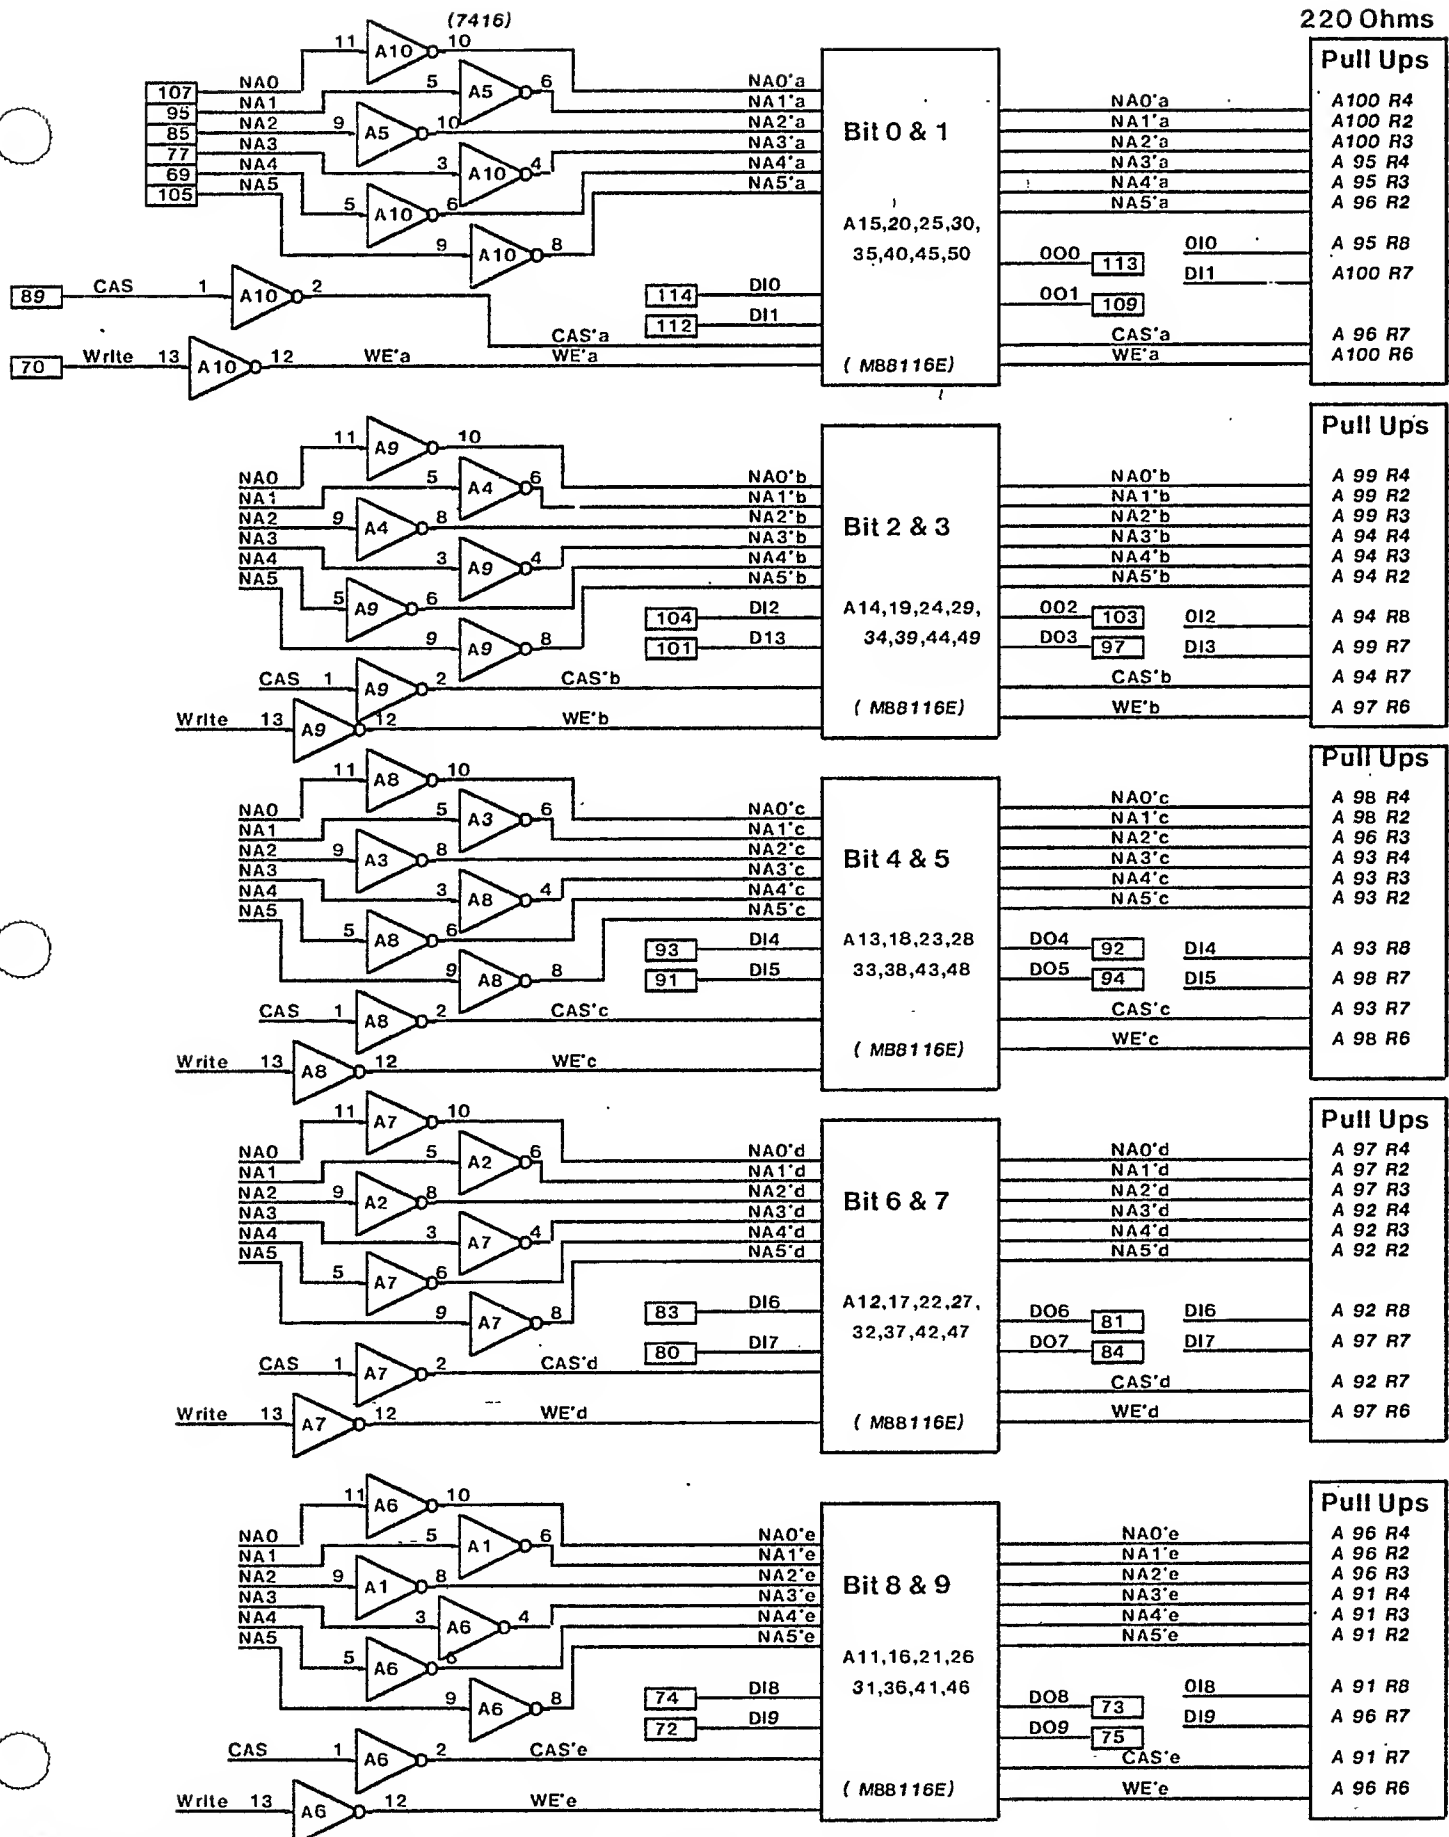 (7416)
220 Ohms
11 A10 10
Pull Ups
107 NA0 5 A5 6 NA0'a NA0'a A100 R4
95 NA1 NA1'a NA1'a A100 R2
85 NA2 9 A5 10 NA2'a Bit 0 & 1 NA2'a A100 R3
77 NA3 3 A10 4 NA3'a NA3'a A 95 R4
69 NA4 NA4'a NA4'a A 95 R3
105 NA5 5 A10 6 NA5'a NA5'a A 96 R2
A15,20,25,30,
9 A10 8 35,40,45,50 0I0 A 95 R8
000 113
89 CAS 1 A10 2 114 DI0 DI1 A100 R7
001 109
112 DI1
CAS'a CAS'a A 96 R7
70 Write 13 A10 12 WE'a WE'a ( M88116E) WE'a A100 R6
Pull Ups
11 A9 10
NA0 5 A4 6 NA0'b NA0'b A 99 R4
NA1 NA1'b NA1'b A 99 R2
NA2 9 A4 8 NA2'b Bit 2 & 3 NA2'b A 99 R3
NA3 NA3'b NA3'b A 94 R4
NA4 3 A9 4 NA4'b NA4'b A 94 R3
NA5 NA5'b NA5'b A 94 R2
5 A9 6 104 DI2 A14,19,24,29, 002 103 0I2 A 94 R8
9 A9 8 101 D13 34,39,44,49 DO3 97 DI3 A 99 R7
CAS 1 A9 2 CAS'b CAS'b A 94 R7
Write 13 A9 12 WE'b ( MB8116E) WE'b A 97 R6
Pull Ups
11 A8 10
NA0 5 A3 6 NA0'c NA0'c A 98 R4
NA1 NA1'c NA1'c A 98 R2
NA2 9 A3 8 NA2'c Bit 4 & 5 NA2'c A 96 R3
NA3 NA3'c NA3'c A 93 R4
NA4 3 A8 4 NA4'c NA4'c A 93 R3
NA5 NA5'c NA5'c A 93 R2
5 A8 6 93 DI4 A13,18,23,28 DO4 92 DI4 A 93 R8
9 A8 8 91 DI5 33,38,43,48 DO5 94 DI5 A 98 R7
CAS 1 A8 2 CAS'c CAS'c A 93 R7
Write 13 A8 12 WE'c ( MB8116E) WE'c A 98 R6
11 A7 10 Pull Ups
NA0 5 A2 6 NA0'd NA0'd A 97 R4
NA1 NA1'd NA1'd A 97 R2
NA2 9 A2 8 NA2'd Bit 6 & 7 NA2'd A 97 R3
NA3 NA3'd NA3'd A 92 R4
NA4 3 A7 4 NA4'd NA4'd A 92 R3
NA5 NA5'd NA5'd A 92 R2
5 A7 6
9 A7 8 83 DI6 A12,17,22,27, DO6 81 DI6 A 92 R8
80 DI7 32,37,42,47 DO7 84 DI7 A 97 R7
CAS 1 A7 2 CAS'd CAS'd A 92 R7
Write 13 A7 12 WE'd ( M88116E) WE'd A 97 R6
11 A6 10 Pull Ups
NA0 5 A1 6 NA0'e NA0'e A 96 R4
NA1 NA1'e NA1'e A 96 R2
NA2 9 A1 8 NA2'e Bit 8 & 9 NA2'e A 96 R3
NA3 NA3'e NA3'e A 91 R4
NA4 3 A6 4 NA4'e NA4'e A 91 R3
NA5 NA5'e NA5'e A 91 R2
5 A6 6 A11,16,21,26
9 A6 8 74 DI8 31,36,41,46 DO8 73 0I8 A 91 R8
72 DI9 DO9 75 DI9 A 96 R7
CAS 1 A6 2 CAS'e CAS'e A 91 R7
Write 13 A6 12 WE'e ( M88116E) WE'e A 96 R6